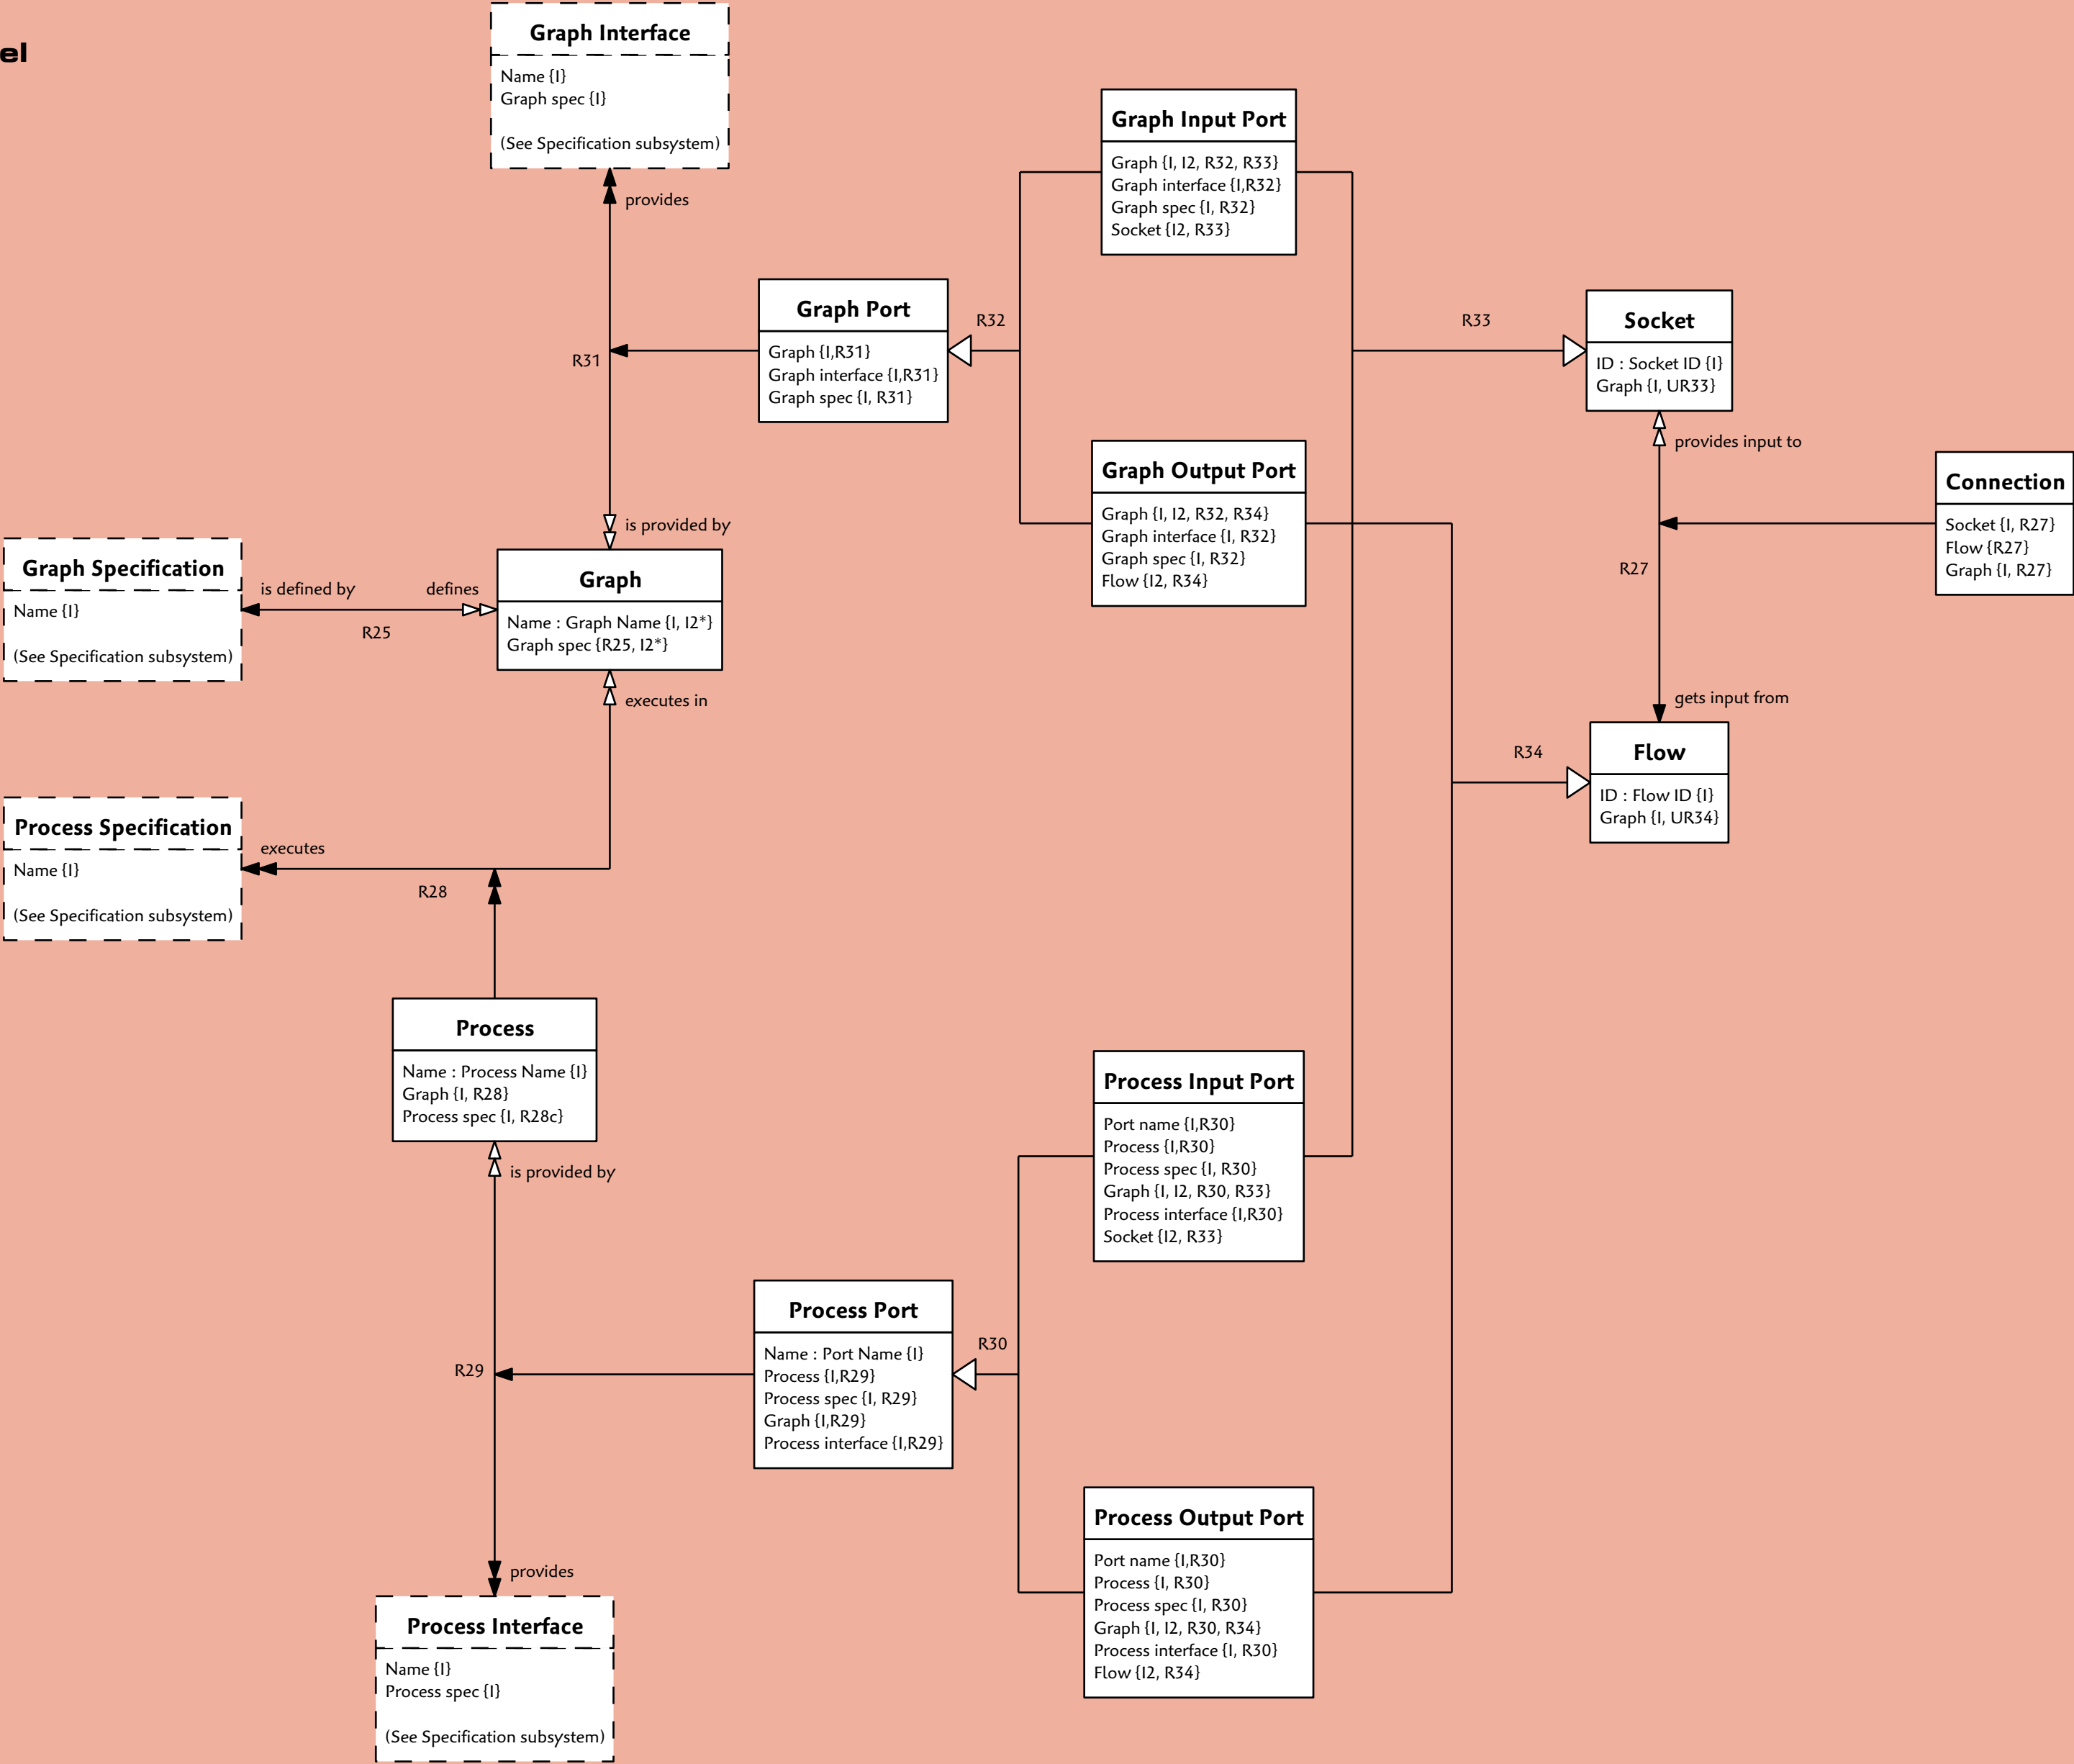 el
Graph Interface
Name {I}
Graph spec {I}
(See Specification subsystem)
provides
R31
is provided by
Graph Port
Graph {I,R31}
Graph interface {I,R31}
Graph spec {I, R31}
R32
Graph Input Port
Graph {I, I2, R32, R33}
Graph interface {I,R32}
Graph spec {I, R32}
Socket {I2, R33}
Graph Output Port
Graph {I, I2, R32, R34}
Graph interface {I, R32}
Graph spec {I, R32}
Flow {I2, R34}
R33
Socket
ID : Socket ID {I}
Graph {I, UR33}
provides input to
R27
gets input from
Connection
Socket {I, R27}
Flow {R27}
Graph {I, R27}
R34
Flow
ID : Flow ID {I}
Graph {I, UR34}
Graph Specification
Name {I}
(See Specification subsystem)
is defined by
defines
R25
Graph
Name : Graph Name {I, I2*}
Graph spec {R25, I2*}
executes in
Process Specification
Name {I}
(See Specification subsystem)
executes
R28
Process
Name : Process Name {I}
Graph {I, R28}
Process spec {I, R28c}
is provided by
R29
provides
Process Port
Name : Port Name {I}
Process {I,R29}
Process spec {I, R29}
Graph {I,R29}
Process interface {I,R29}
R30
Process Input Port
Port name {I,R30}
Process {I,R30}
Process spec {I, R30}
Graph {I, I2, R30, R33}
Process interface {I,R30}
Socket {I2, R33}
Process Output Port
Port name {I,R30}
Process {I, R30}
Process spec {I, R30}
Graph {I, I2, R30, R34}
Process interface {I, R30}
Flow {I2, R34}
Process Interface
Name {I}
Process spec {I}
(See Specification subsystem)